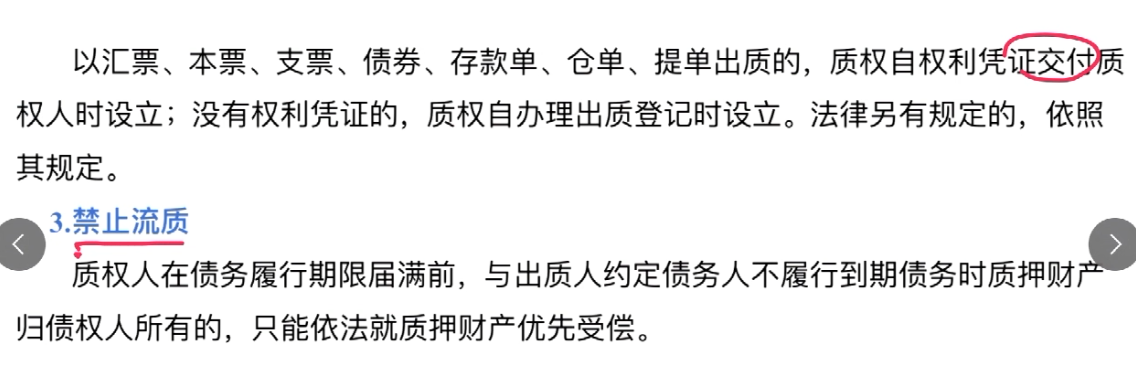 以汇票、本票、支票、债券、存款单、仓单、提单出质的，质权自权利凭证交付质
权人时设立；没有权利凭证的，质权自办理出质登记时设立。法律另有规定的，依照
其规定。
3.禁止流质
质权人在债务履行期限届满前，与出质人约定债务人不履行到期债务时质押财产
归债权人所有的，只能依法就质押财产优先受偿。